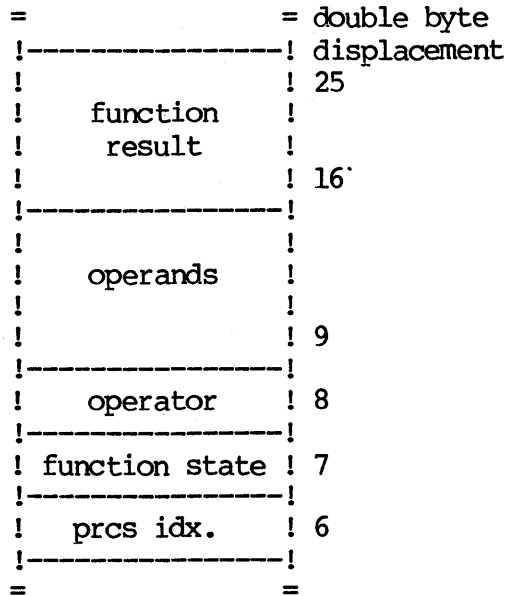 =                 = double byte
!-----------------! displacement
!                 ! 25
!    function     !
!     result      !
!                 ! 16
!-----------------!
!                 !
!    operands     !
!                 !
!                 ! 9
!-----------------!
!    operator     ! 8
!-----------------!
! function state  ! 7
!-----------------!
!   prcs idx.     ! 6
!-----------------!
=                 =